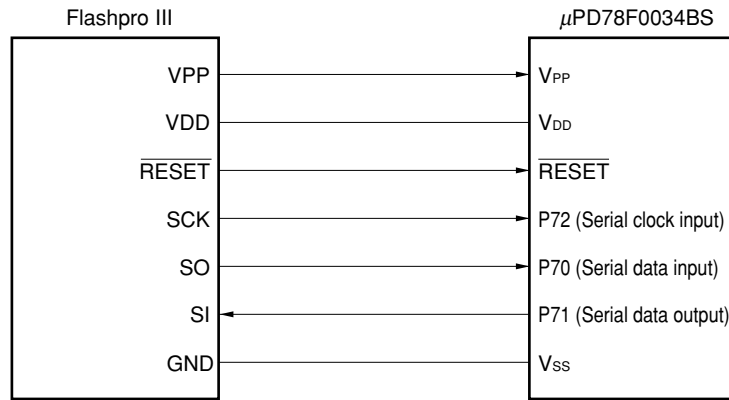 Flashpro III μPD78F0034BS
VPP VPP
VDD VDD
RESET RESET
SCK P72 (Serial clock input)
SO P70 (Serial data input)
SI P71 (Serial data output)
GND VSS